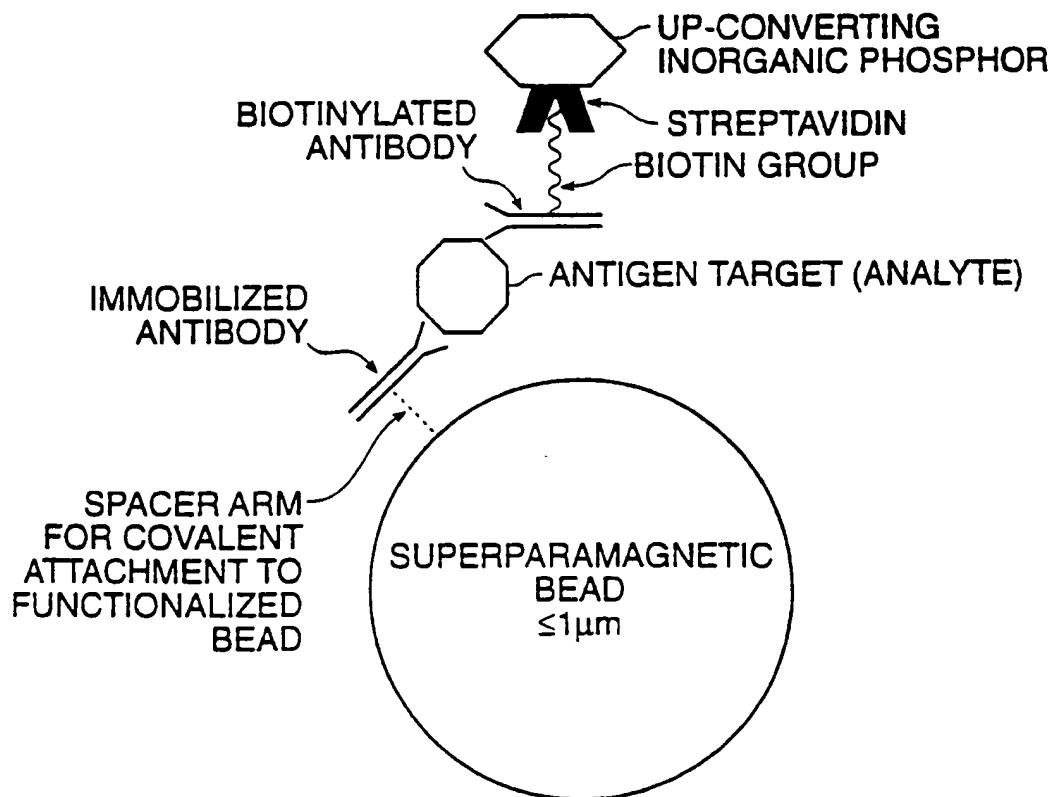 UP-CONVERTING
INORGANIC PHOSPHOR
STREPTAVIDIN
BIOTIN GROUP
BIOTINYLATED
ANTIBODY
ANTIGEN TARGET (ANALYTE)
IMMOBILIZED
ANTIBODY
SPACER ARM
FOR COVALENT
ATTACHMENT TO
FUNCTIONALIZED
BEAD
SUPERPARAMAGNETIC
BEAD
≤1μm